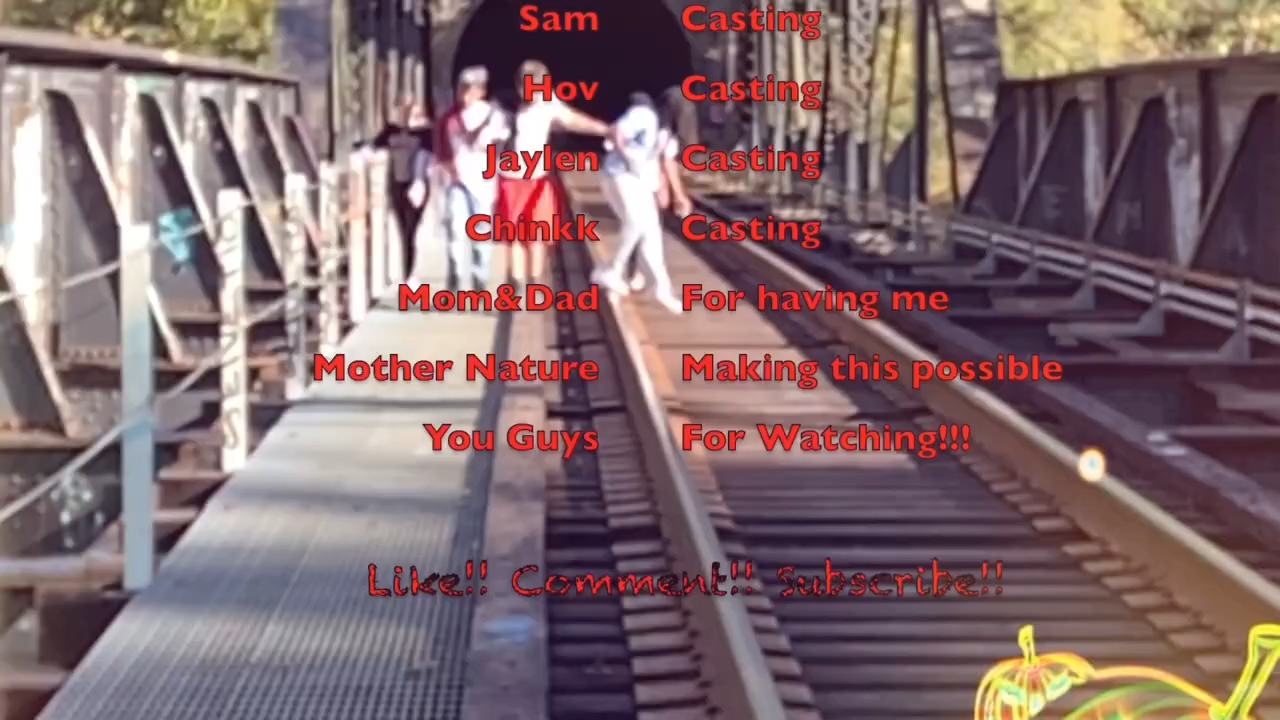 Sam Casting
Hov Casting
Jaylen Casting
Chinkk Casting
Mom&Dad For having me
Mother Nature Making this possible
You Guys For Watching!!!
Like!! Comment!! Subscribe!!